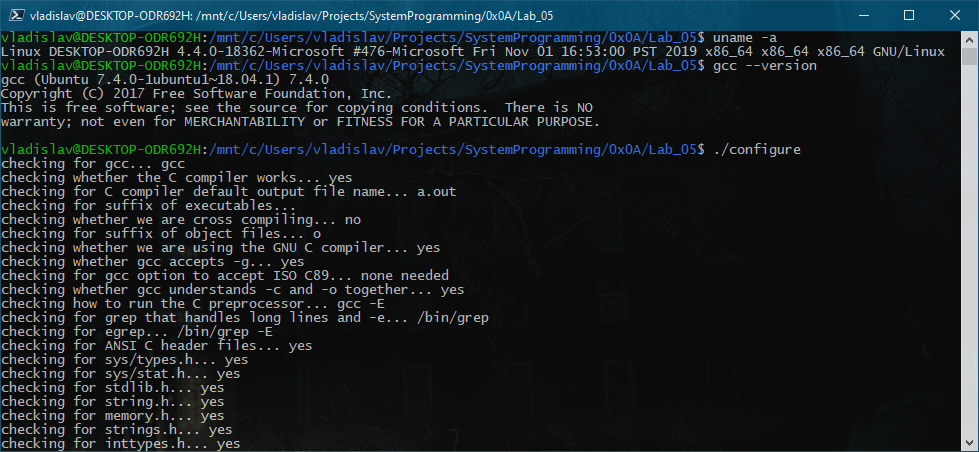 vladislav@DESKTOP-ODR692H: /mnt/c/Users/vladislav/Projects/SystemProgramming/0x0A/Lab_05
vladislav@DESKTOP-ODR692H:/mnt/c/Users/vladislav/Projects/SystemProgramming/0x0A/Lab_05$ uname -a
Linux DESKTOP-ODR692H 4.4.0-18362-Microsoft #476-Microsoft Fri Nov 01 16:53:00 PST 2019 x86_64 x86_64 x86_64 GNU/Linux
vladislav@DESKTOP-ODR692H:/mnt/c/Users/vladislav/Projects/SystemProgramming/0x0A/Lab_05$ gcc --version
gcc (Ubuntu 7.4.0-1ubuntu1~18.04.1) 7.4.0
Copyright (C) 2017 Free Software Foundation, Inc.
This is free software; see the source for copying conditions.  There is NO
warranty; not even for MERCHANTABILITY or FITNESS FOR A PARTICULAR PURPOSE.
vladislav@DESKTOP-ODR692H:/mnt/c/Users/vladislav/Projects/SystemProgramming/0x0A/Lab_05$ ./configure
checking for gcc... gcc
checking whether the C compiler works... yes
checking for C compiler default output file name... a.out
checking for suffix of executables...
checking whether we are cross compiling... no
checking for suffix of object files... o
checking whether we are using the GNU C compiler... yes
checking whether gcc accepts -g... yes
checking for gcc option to accept ISO C89... none needed
checking whether gcc understands -c and -o together... yes
checking how to run the C preprocessor... gcc -E
checking for grep that handles long lines and -e... /bin/grep
checking for egrep... /bin/grep -E
checking for ANSI C header files... yes
checking for sys/types.h... yes
checking for sys/stat.h... yes
checking for stdlib.h... yes
checking for string.h... yes
checking for memory.h... yes
checking for strings.h... yes
checking for inttypes.h... yes